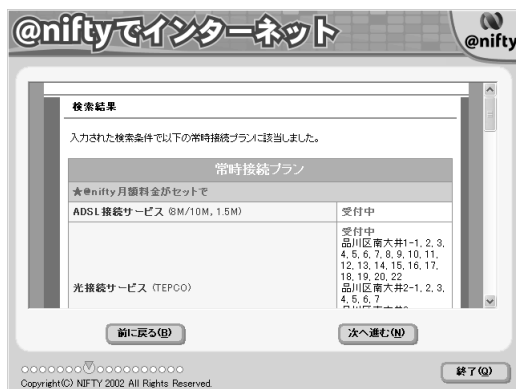 @niftyでインターネット
@nifty
検索結果
入力された検索条件で以下の常時接続プランに該当しました。
常時接続プラン
★@nifty月額料金がセットで
ADSL接続サービス (8M/10M, 1.5M)
受付中
光接続サービス (TEPCO)
受付中
品川区南大井1-1, 2, 3,
4, 5, 6, 7, 8, 9, 10, 11,
12, 13, 14, 15, 16, 17,
18, 19, 20, 22
品川区南大井2-1, 2, 3,
4, 5, 6, 7
前に戻る(B)
次へ進む(N)
終了(Q)
Copyright(C) NIFTY 2002 All Rights Reserved.